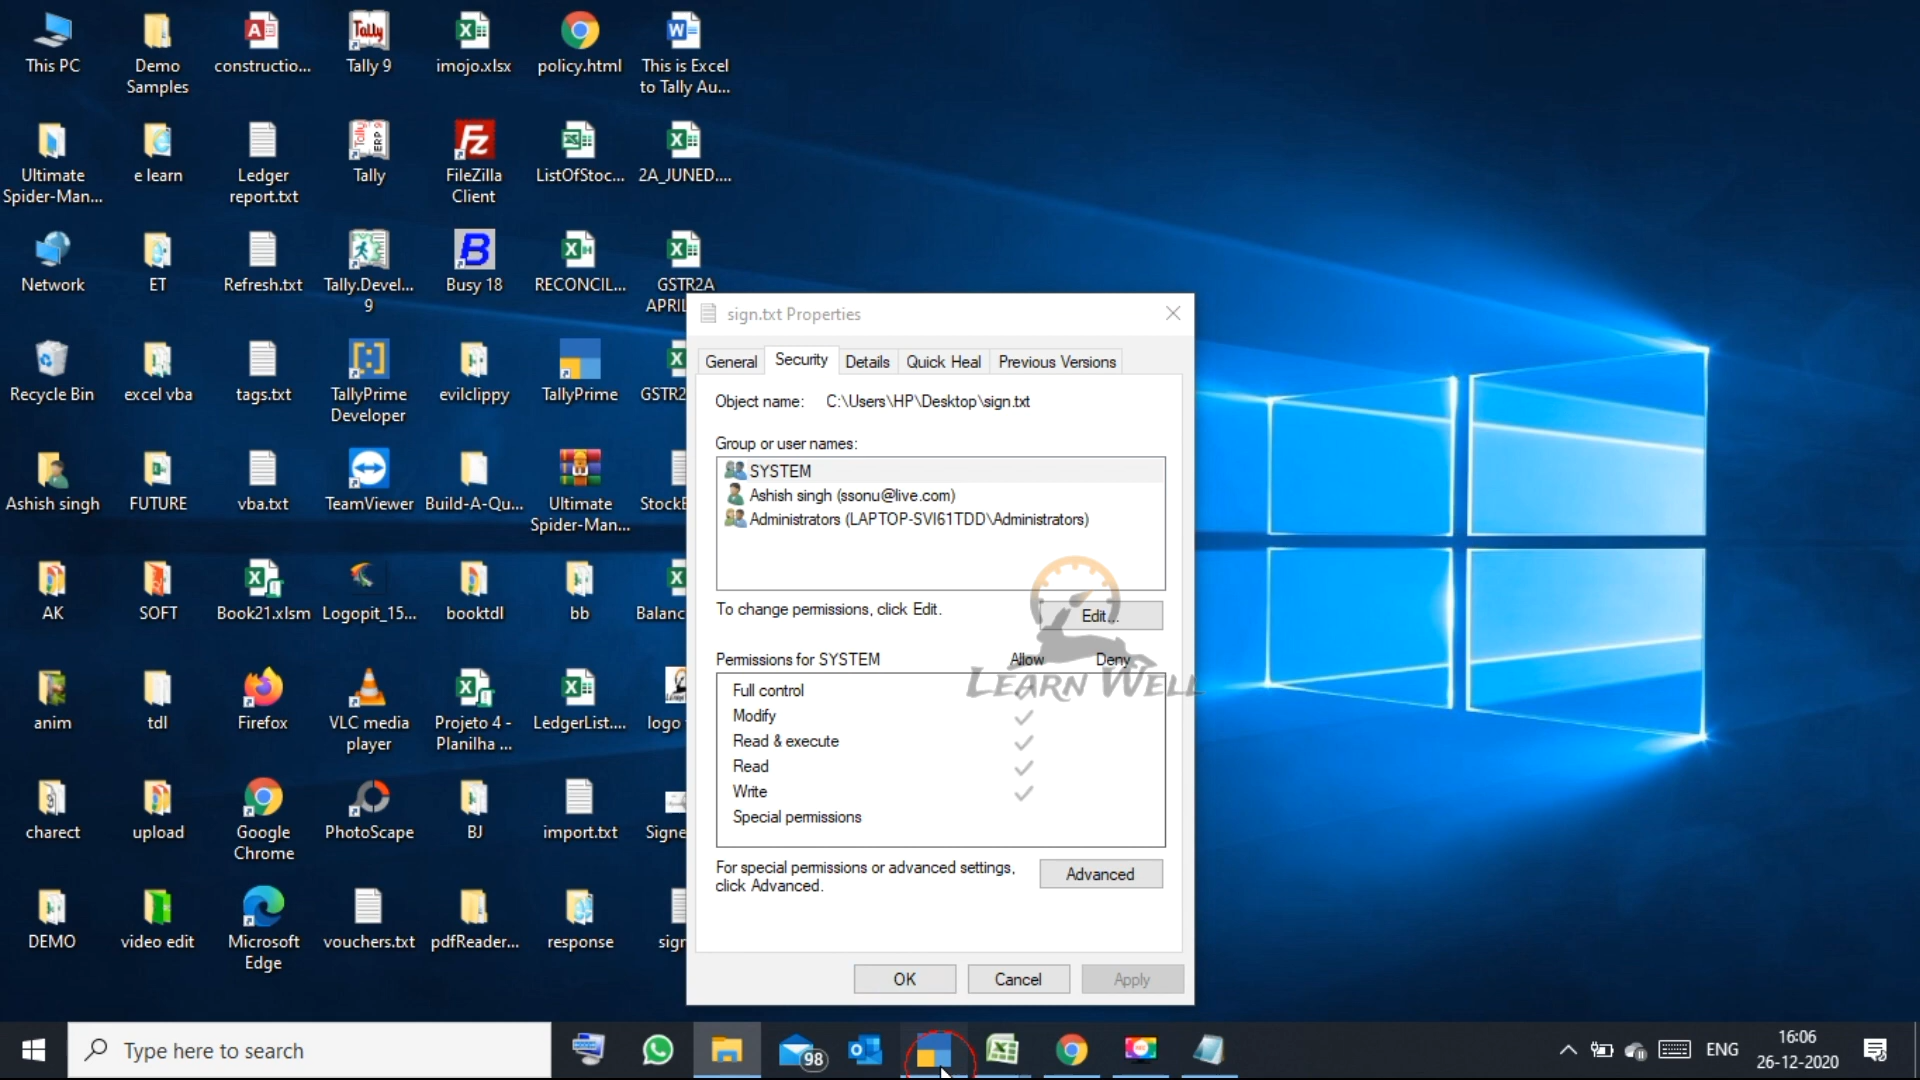 This PC
Demo
Samples
constructio...
Tally 9
imojo.xlsx
policy.html
This is Excel
to Tally Au...
Ultimate
Spider-Man...
e learn
Ledger
report.txt
Tally
FileZilla
Client
ListOfStoc...
2A_JUNED....
Network
ET
Refresh.txt
Tally.Devel...
9
Busy 18
RECONCIL...
GSTR2A
APRIL
Recycle Bin
excel vba
tags.txt
TallyPrime
Developer
evilclippy
TallyPrime
GSTR2
Ashish singh
FUTURE
vba.txt
TeamViewer
Build-A-Qu...
Ultimate
Spider-Man...
StockE
AK
SOFT
Book21.xlsm
Logopit_15...
booktdl
bb
Balanc
anim
tdl
Firefox
VLC media
player
Projeto 4 -
Planilha ...
LedgerList....
logo
charect
upload
Google
Chrome
PhotoScape
BJ
import.txt
Signe
DEMO
video edit
Microsoft
Edge
vouchers.txt
pdfReader...
response
sign
sign.txt Properties
General
Security
Details
Quick Heal
Previous Versions
Object name: C:\Users\HP\Desktop\sign.txt
Group or user names:
SYSTEM
Ashish singh (ssonu@live.com)
Administrators (LAPTOP-SVI61TDD\Administrators)
To change permissions, click Edit.
Edit...
Permissions for SYSTEM
Allow
Deny
LEARN WELL
Full control
Modify
Read & execute
Read
Write
Special permissions
For special permissions or advanced settings,
click Advanced.
Advanced
OK
Cancel
Apply
Type here to search
98
ENG
16:06
26-12-2020